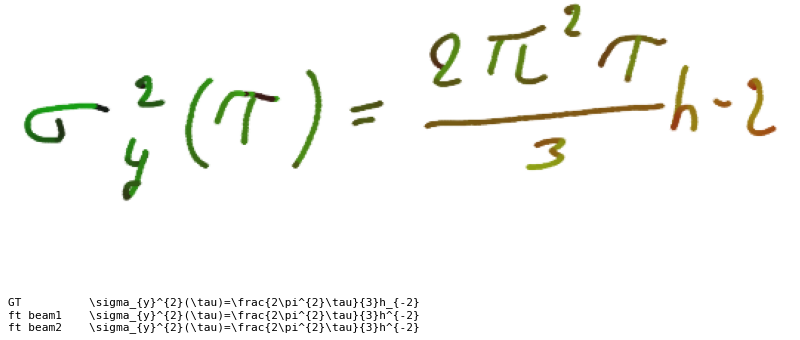 σ_y^2(τ) = \frac{2π^2 τ}{3} h-2
GT \sigma_{y}^{2}(\tau)=\frac{2\pi^{2}\tau}{3}h_{-2}
ft beam1 \sigma_{y}^{2}(\tau)=\frac{2\pi^{2}\tau}{3}h^{-2}
ft beam2 \sigma_{y}^{2}(\tau)=\frac{2\pi^{2}\tau}{3}h^{-2}